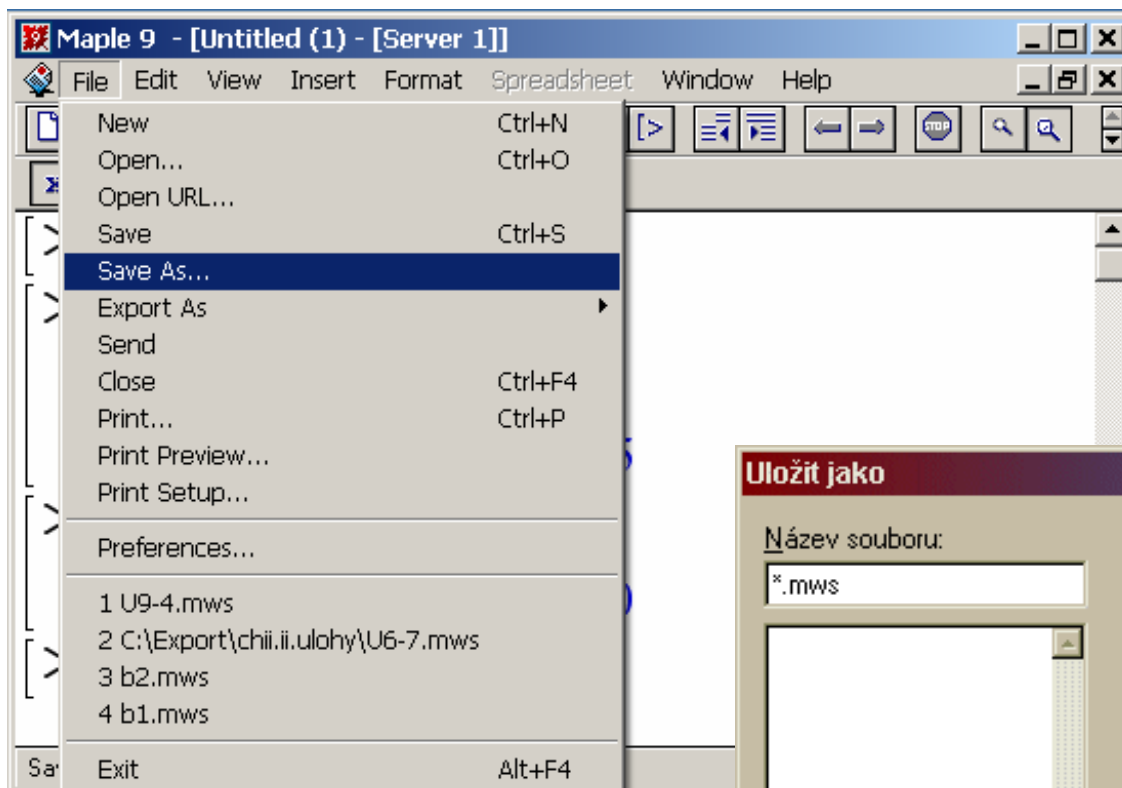 Maple 9 - [Untitled (1) - [Server 1]]
File Edit View Insert Format Spreadsheet Window Help
STOP
New Ctrl+N
Open... Ctrl+O
Open URL...
Save Ctrl+S
Save As...
Export As
Send
Close Ctrl+F4
Print... Ctrl+P
Print Preview...
Print Setup...
Preferences...
1 U9-4.mws
2 C:\Export\chii.ii.ulohy\U6-7.mws
3 b2.mws
4 b1.mws
Exit Alt+F4
Sa
Uložit jako
Název souboru:
*.mws